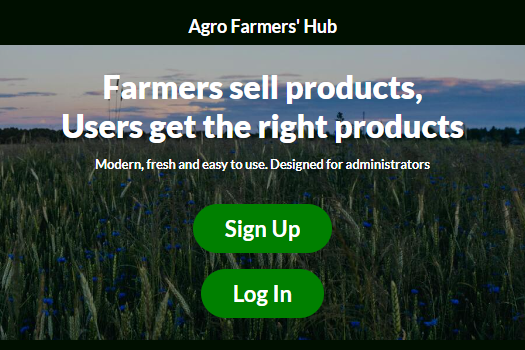 Agro Farmers' Hub
Farmers sell products,
Users get the right products
Modern, fresh and easy to use. Designed for administrators
Sign Up
Log In